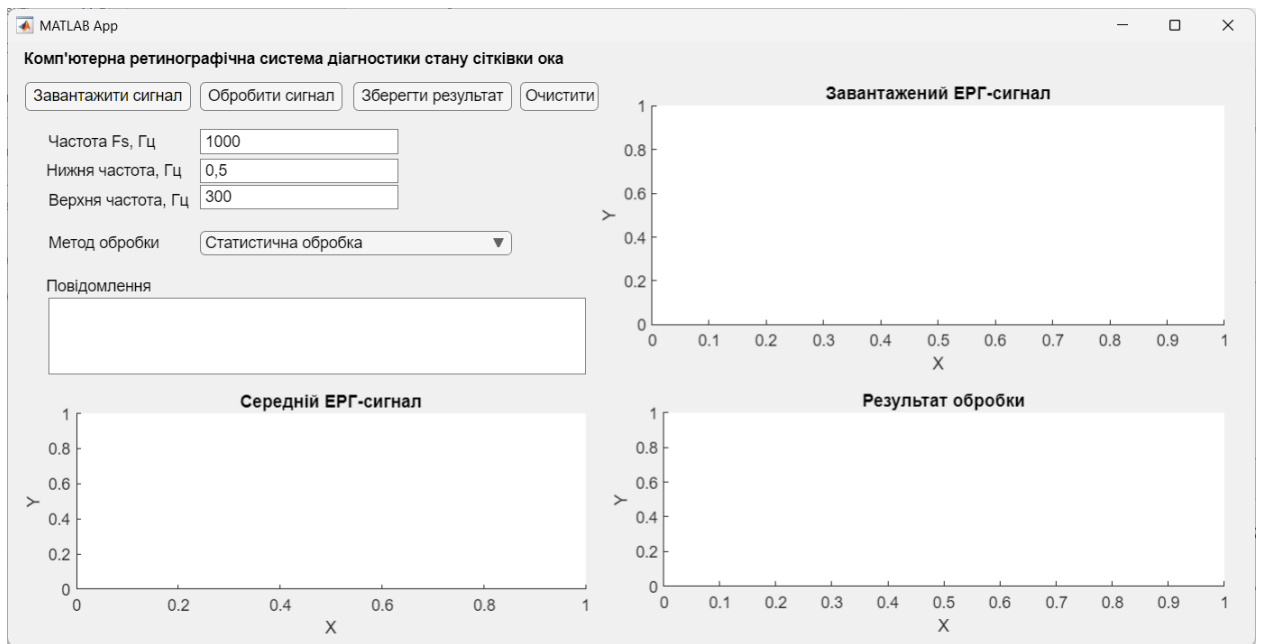 MATLAB App
Комп'ютерна ретинографічна система діагностики стану сітківки ока
Завантажити сигнал Обробити сигнал Зберегти результат Очистити
Частота Fs, Гц 1000
Нижня частота, Гц 0,5
Верхня частота, Гц 300
Метод обробки Статистична обробка
Повідомлення
Завантажений ЕРГ-сигнал
1
0.8
0.6
Y
0.4
0.2
0
0 0.1 0.2 0.3 0.4 0.5 0.6 0.7 0.8 0.9 1
X
Середній ЕРГ-сигнал
1
0.8
0.6
Y
0.4
0.2
0
0 0.2 0.4 0.6 0.8 1
X
Результат обробки
1
0.8
0.6
Y
0.4
0.2
0
0 0.1 0.2 0.3 0.4 0.5 0.6 0.7 0.8 0.9 1
X